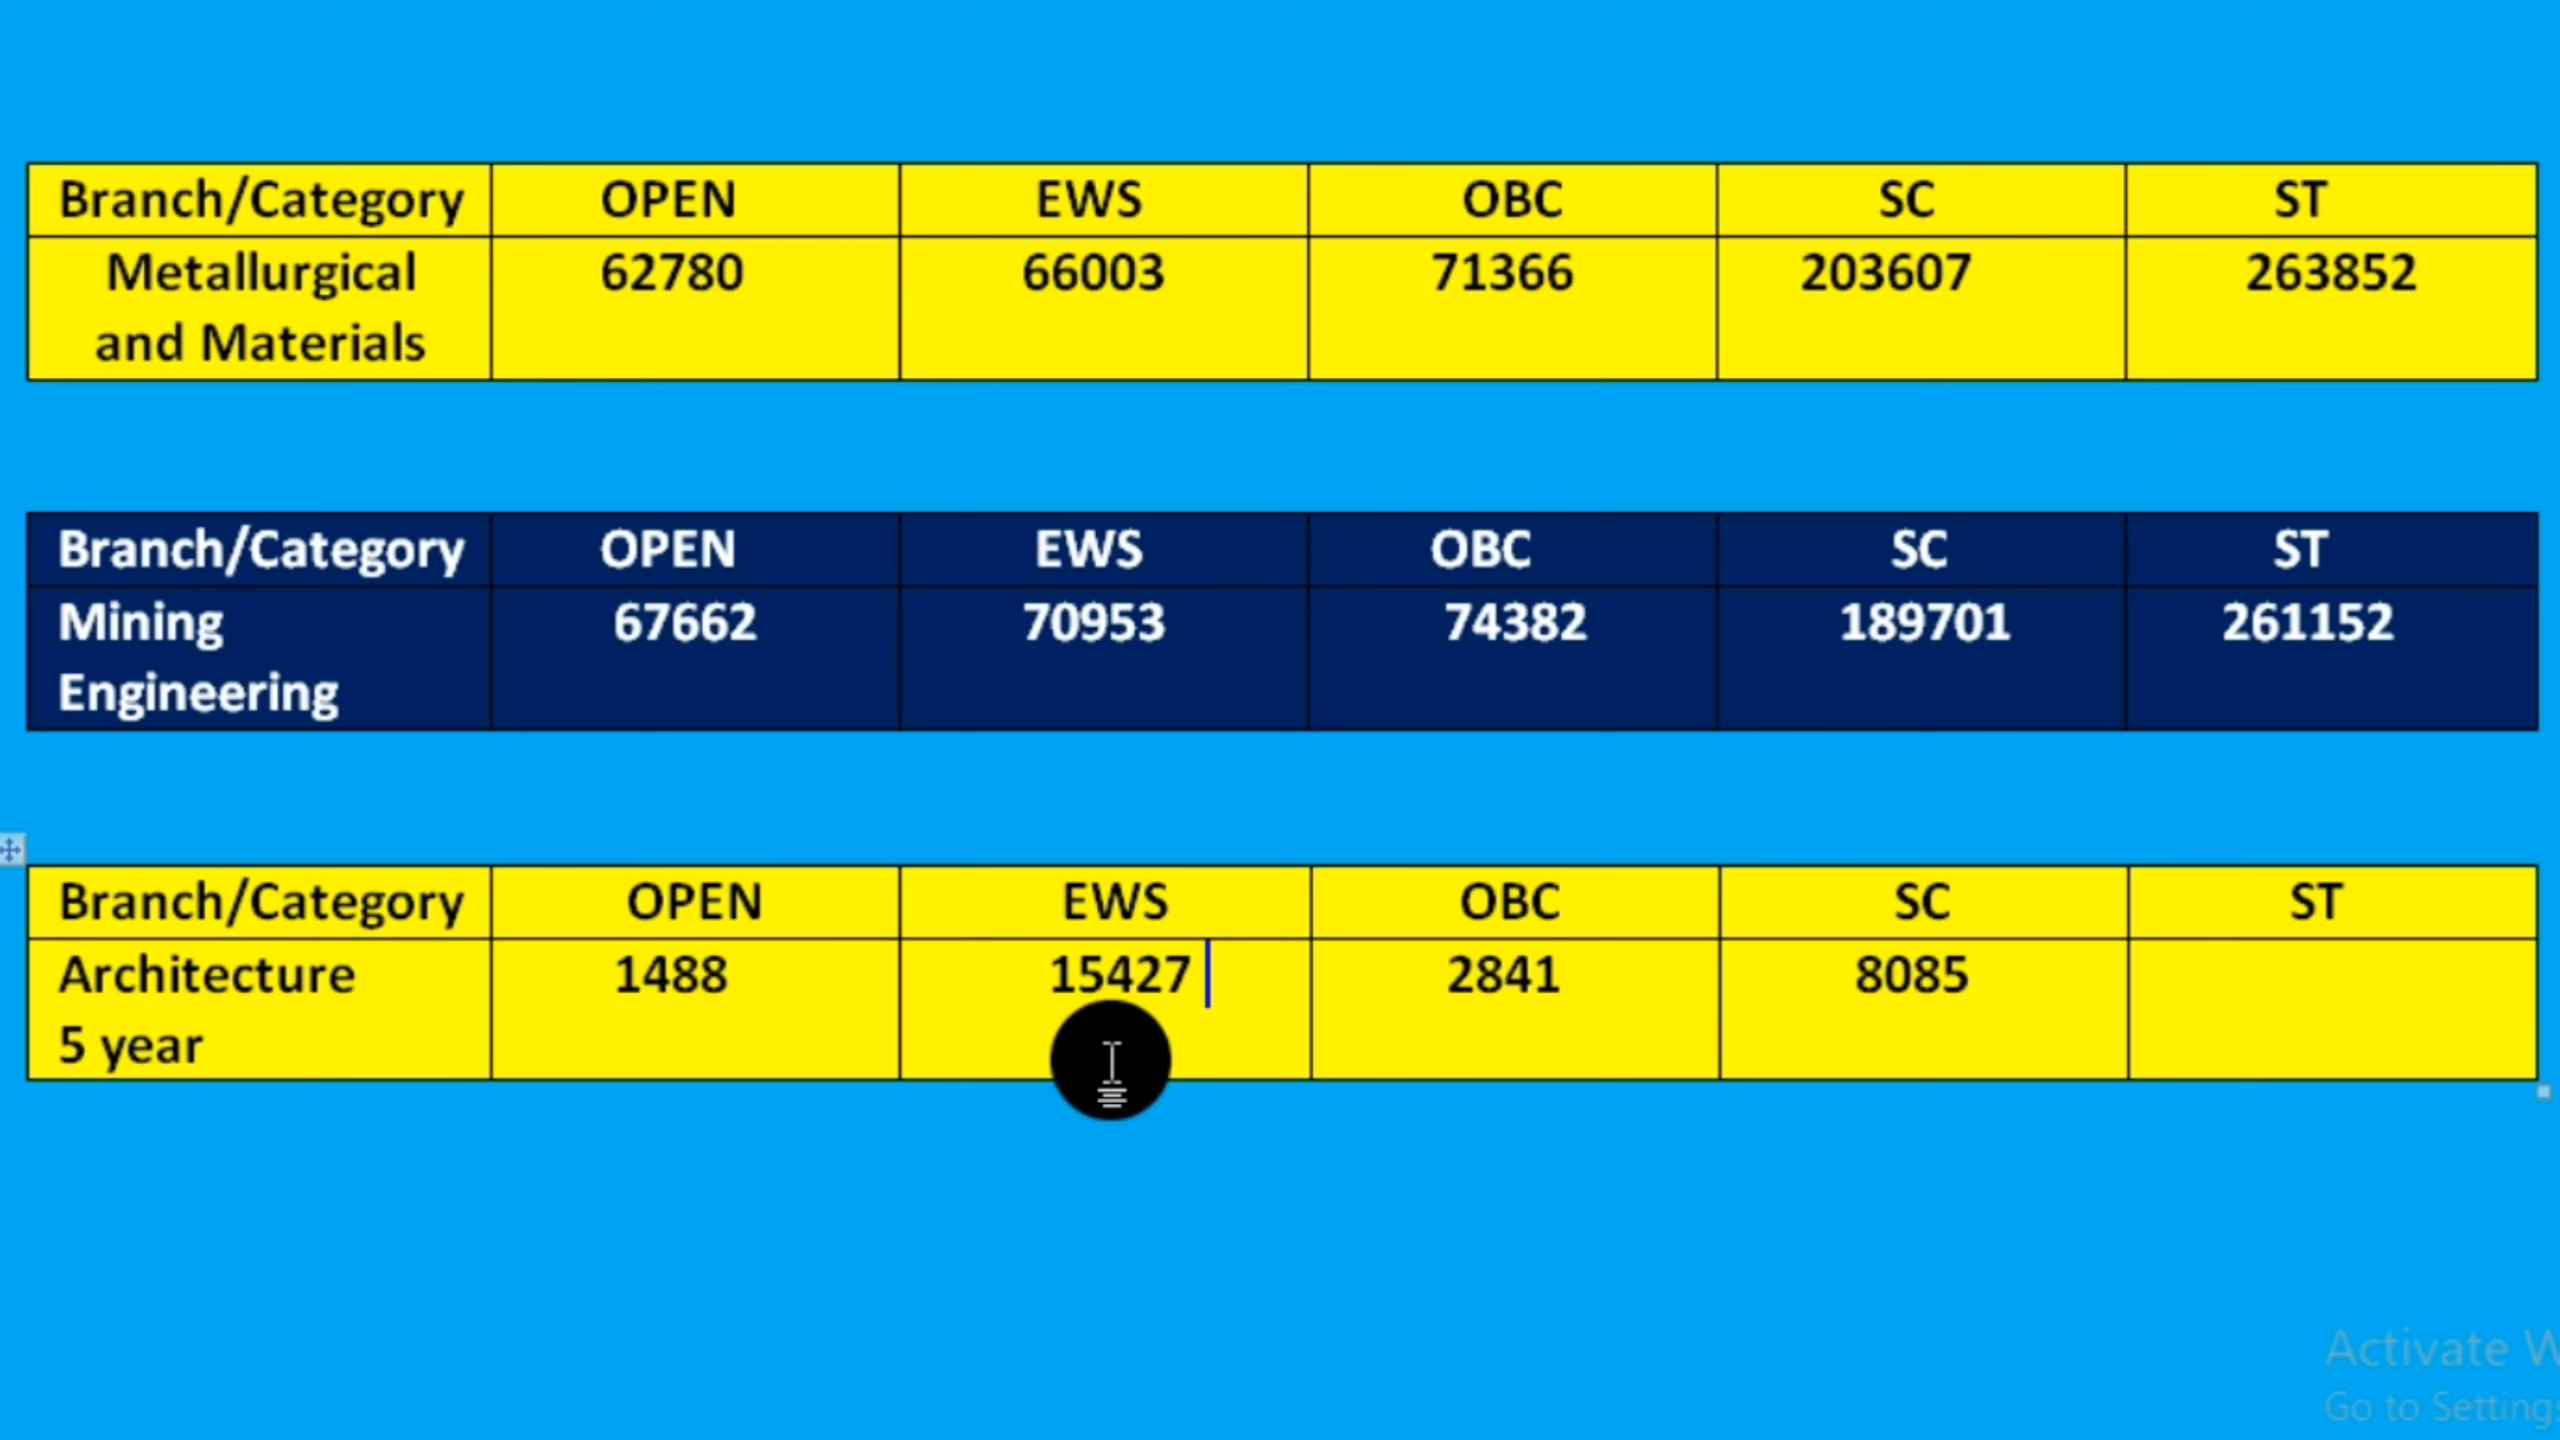 Branch/Category OPEN EWS OBC SC ST
Metallurgical 62780 66003 71366 203607 263852
and Materials
Branch/Category OPEN EWS OBC SC ST
Mining 67662 70953 74382 189701 261152
Engineering
Branch/Category OPEN EWS OBC SC ST
Architecture 1488 15427 2841 8085
5 year
Activate W
Go to Settings